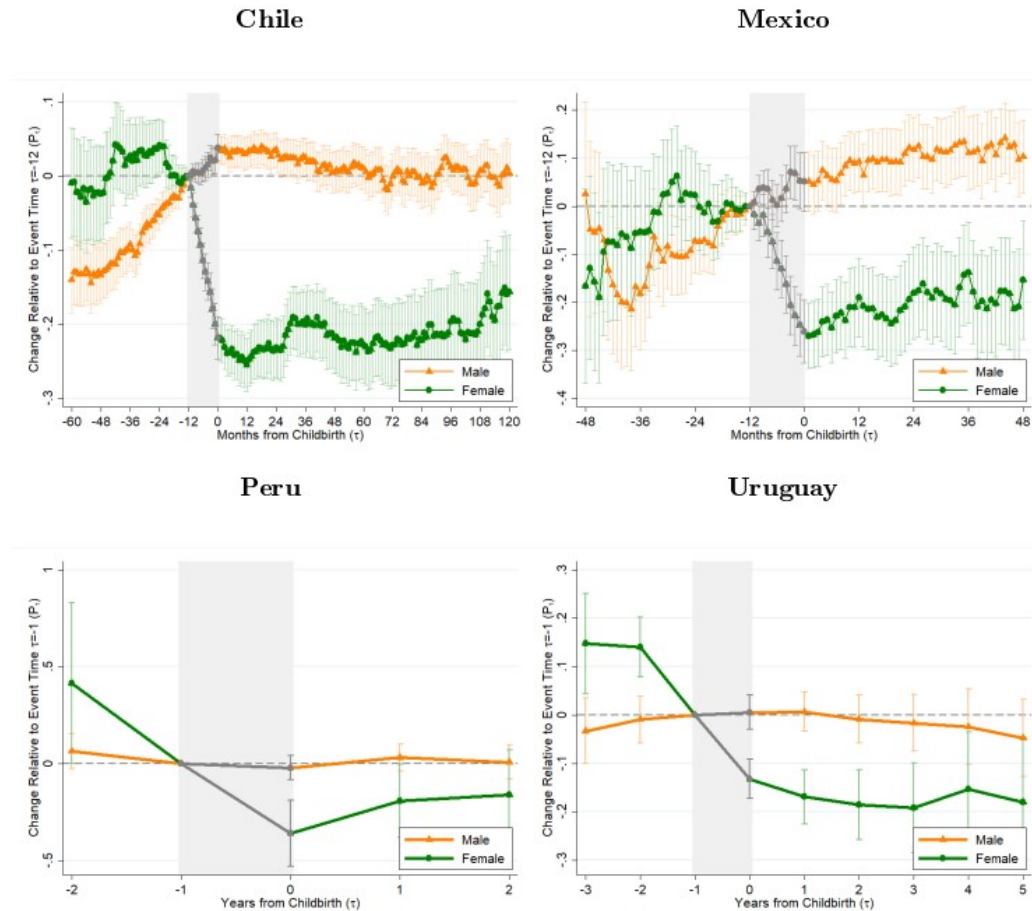 Chile
Mexico
Change Relative to Event Time τ=-12 (Pₜ)
.1
0
-.1
-.2
-.3
-60 -48 -36 -24 -12 0 12 24 36 48 60 72 84 96 108 120
Months from Childbirth (τ)
Male
Female
Change Relative to Event Time τ=-12 (Pₜ)
.2
.1
0
-.1
-.2
-.3
-.4
-48 -36 -24 -12 0 12 24 36 48
Months from Childbirth (τ)
Male
Female
Peru
Uruguay
Change Relative to Event Time τ=-1 (Pₜ)
1
.5
0
-.5
-2 -1 0 1 2
Years from Childbirth (τ)
Male
Female
Change Relative to Event Time τ=-1 (Pₜ)
.3
.2
.1
0
-.1
-.2
-.3
-3 -2 -1 0 1 2 3 4 5
Years from Childbirth (τ)
Male
Female